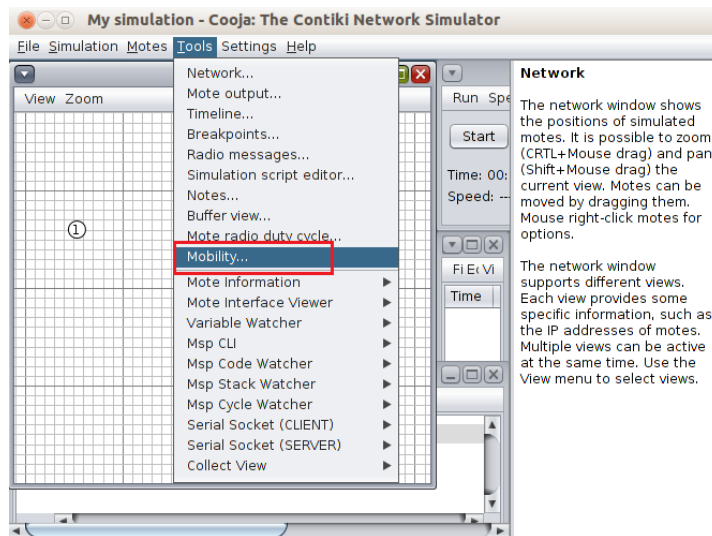 My simulation - Cooja: The Contiki Network Simulator
File Simulation Motes Tools Settings Help
View Zoom
1
Network...
Mote output...
Timeline...
Breakpoints...
Radio messages...
Simulation script editor...
Notes...
Buffer view...
Mote radio duty cycle...
Mobility...
Mote Information
Mote Interface Viewer
Variable Watcher
Msp CLI
Msp Code Watcher
Msp Stack Watcher
Msp Cycle Watcher
Serial Socket (CLIENT)
Serial Socket (SERVER)
Collect View
Run Spe
Start
Time: 00:
Speed: --
Fi Ec Vi
Time
Network
The network window shows
the positions of simulated
motes. It is possible to zoom
(CRTL+Mouse drag) and pan
(Shift+Mouse drag) the
current view. Motes can be
moved by dragging them.
Mouse right-click motes for
options.
The network window
supports different views.
Each view provides some
specific information, such as
the IP addresses of motes.
Multiple views can be active
at the same time. Use the
View menu to select views.